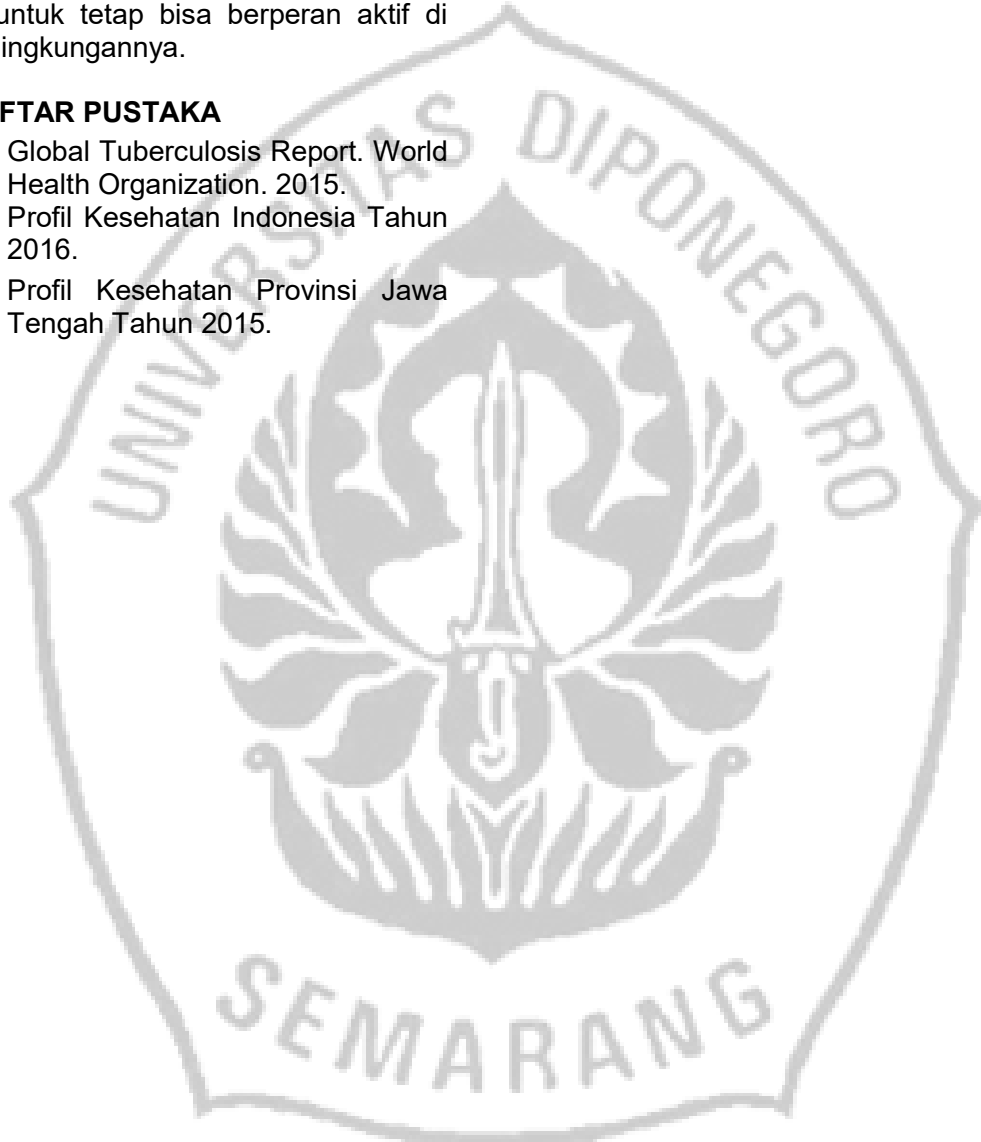 untuk tetap bisa berperan aktif di
ingkungannya.
FTAR PUSTAKA
Global Tuberculosis Report. World
Health Organization. 2015.
Profil Kesehatan Indonesia Tahun
2016.
Profil Kesehatan Provinsi Jawa
Tengah Tahun 2015.
UNIVERSITAS DIPONEGORO
SEMARANG